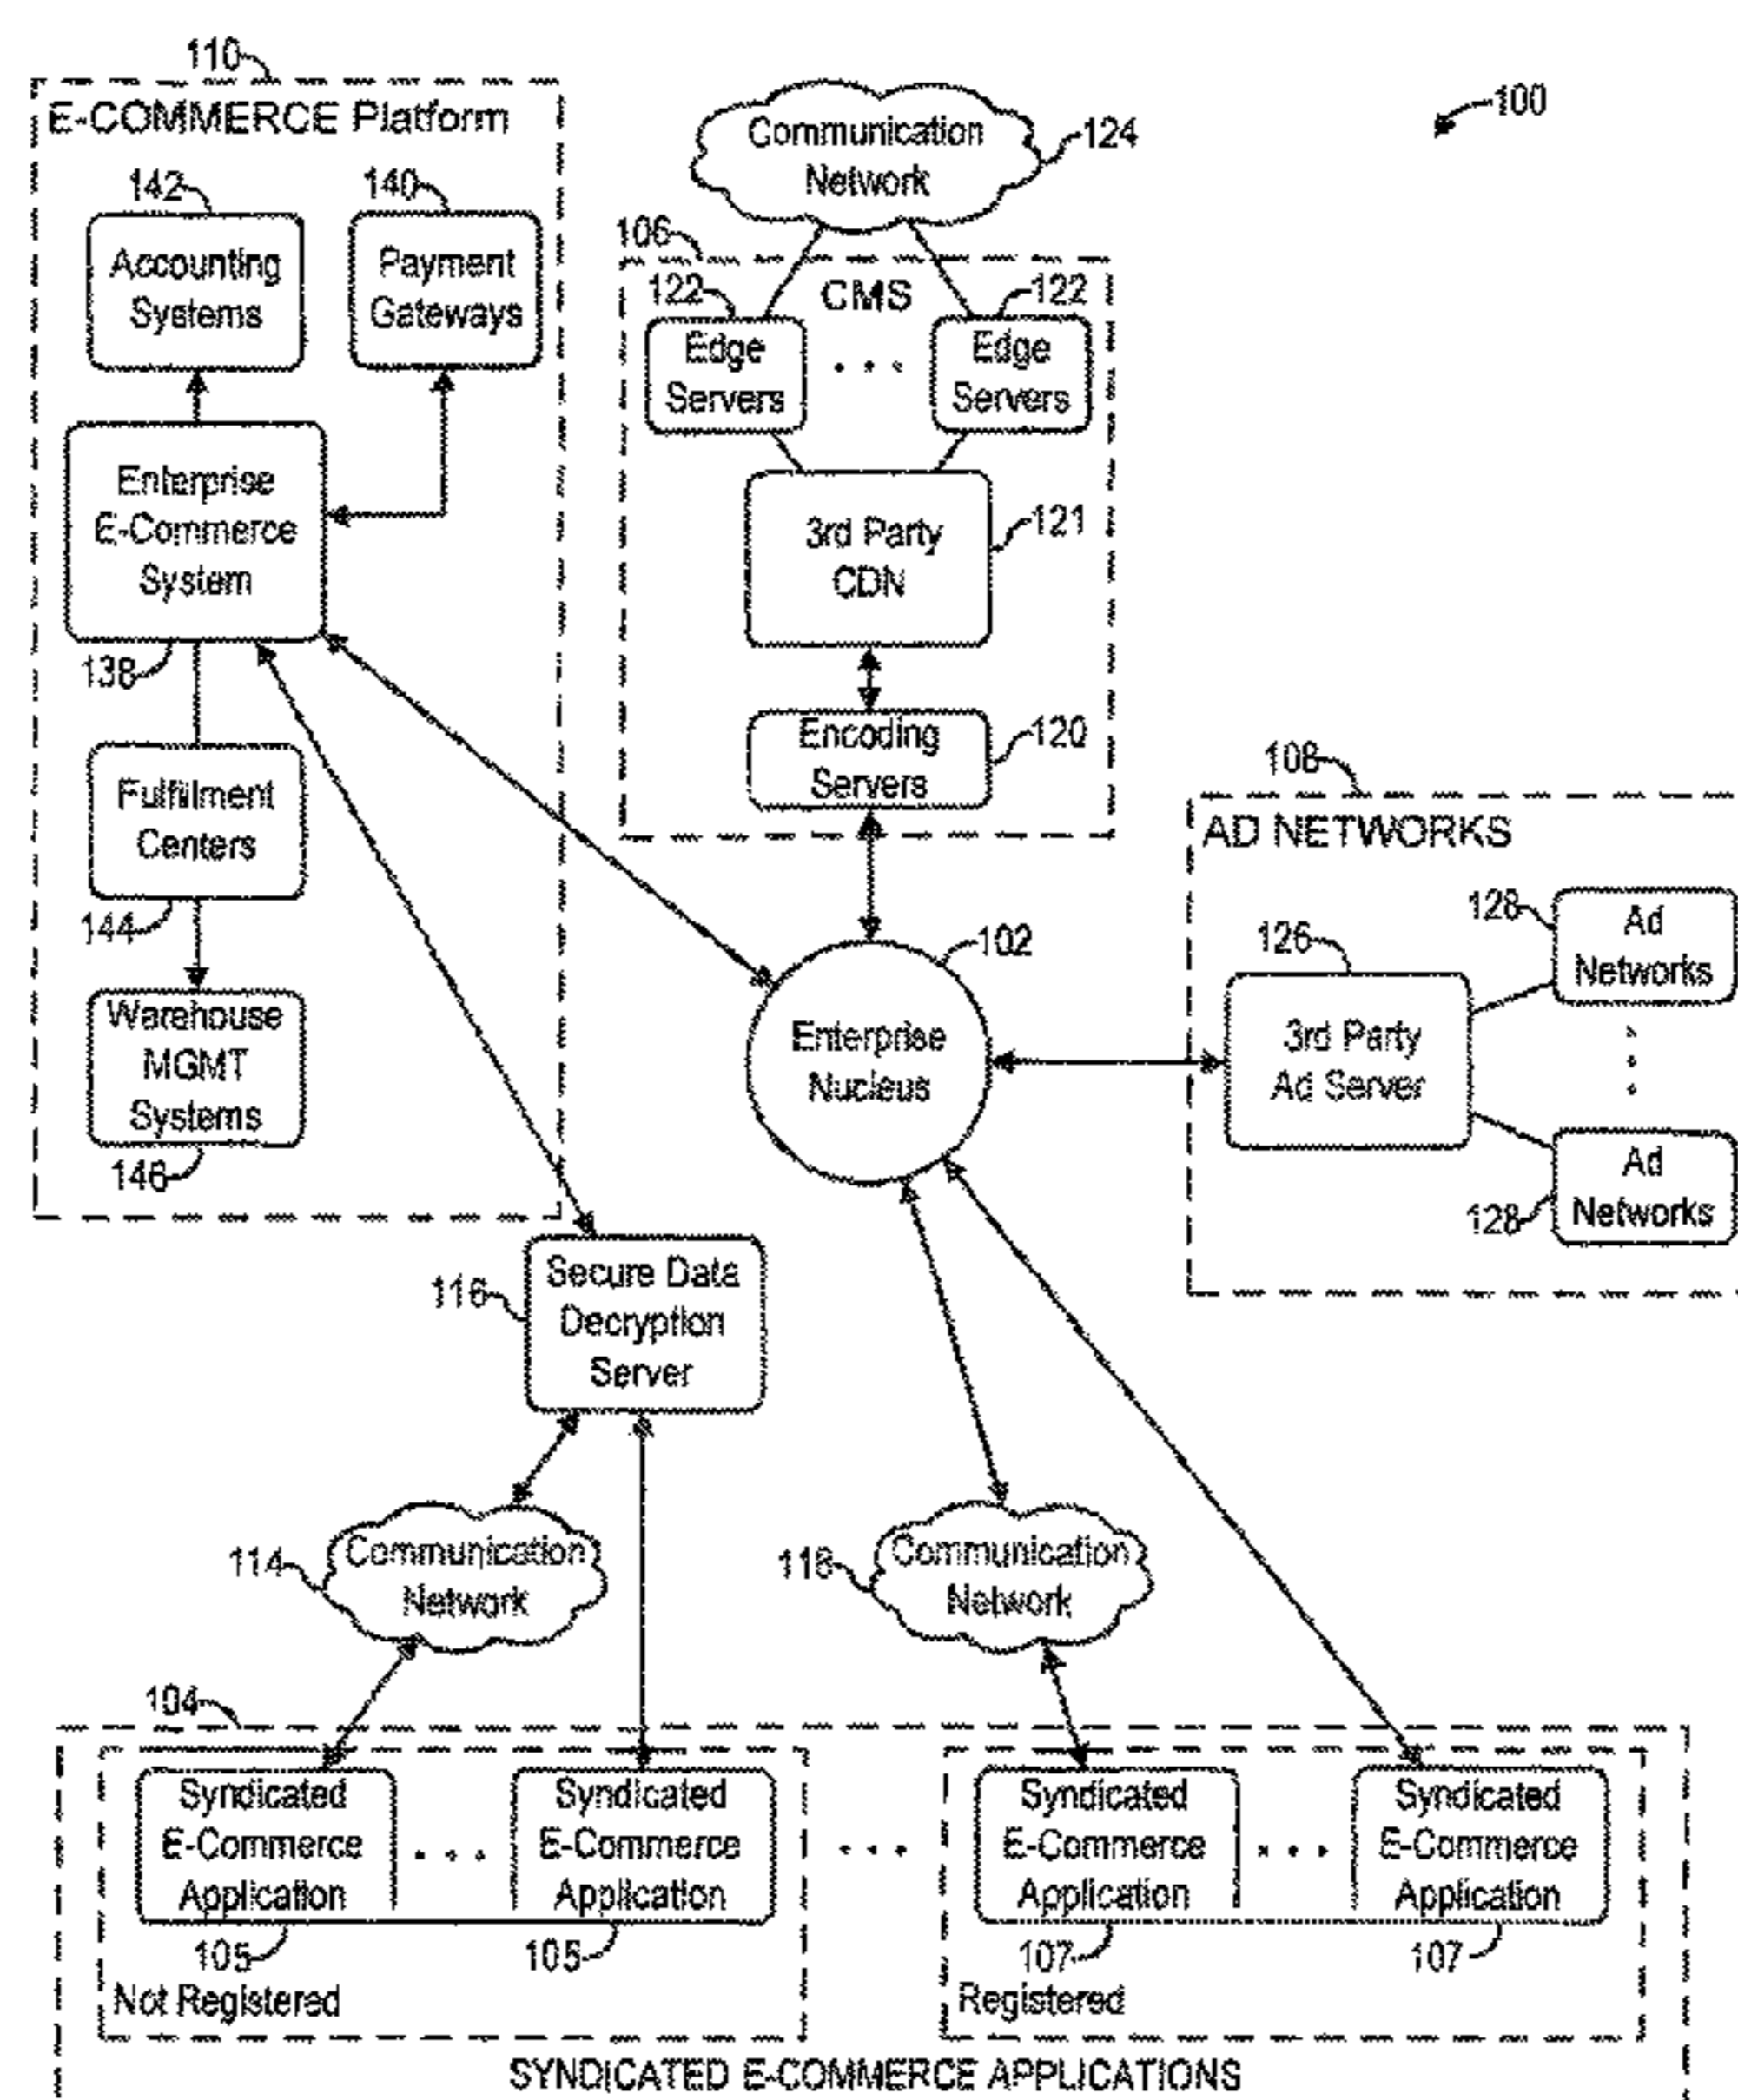 110
E-COMMERCE Platform
142
140
Accounting
Systems
Payment
Gateways
Enterprise
E-Commerce
System
138
Fulfillment
Centers
144
Warehouse
MGMT
Systems
146
Communication
Network
124
100
106
CMS
122
122
Edge
Servers
Edge
Servers
3rd Party
CDN
121
Encoding
Servers
120
108
AD NETWORKS
126
3rd Party
Ad Server
128
Ad
Networks
Ad
Networks
128
102
Enterprise
Nucleus
116
Secure Data
Decryption
Server
114
Communication
Network
118
Communication
Network
104
Syndicated
E-Commerce
Application
Syndicated
E-Commerce
Application
105
105
Not Registered
Syndicated
E-Commerce
Application
Syndicated
E-Commerce
Application
107
107
Registered
SYNDICATED E-COMMERCE APPLICATIONS